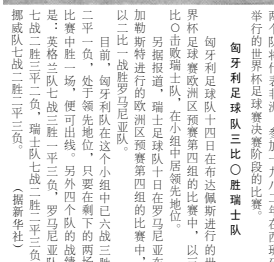 举行的世界杯足球赛决赛阶段的比赛。
匈牙利足球队三比〇胜瑞士队
匈牙利足球队十四日在布达佩斯进行的世
界杯足球赛欧洲区预赛第四组的比赛中，以三
比〇击败瑞士队，在小组中居领先地位。
另据报道，瑞士足球队十日在罗马尼亚布
加勒斯特进行的欧洲区预赛第四组的比赛中，
以二比一战胜罗马尼亚队。
目前，匈牙利队在这个小组中已六战三胜
二平一负，处于领先地位，只要在剩下的两场
比赛中胜一场，便可出线。另外四个队的战绩
是：英格兰队七战三胜一平三负，罗马尼亚队
七战二胜三平二负，瑞士队七战二胜二平三负
挪威队七战二胜二平三负。
（据新华社）